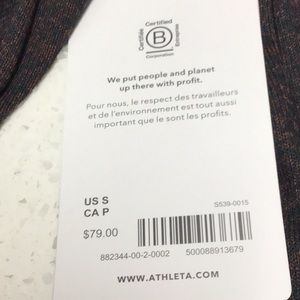 Certified
Certifiée
B
Entreprise
Corporation
We put people and planet
up there with profit.
Pour nous, le respect des travailleurs
et de l'environnement est tout aussi
important que le sont les profits.
US S
CA P
$79.00
S539-0015
882344-00-2-0002 500088913679
WWW.ATHLETA.COM